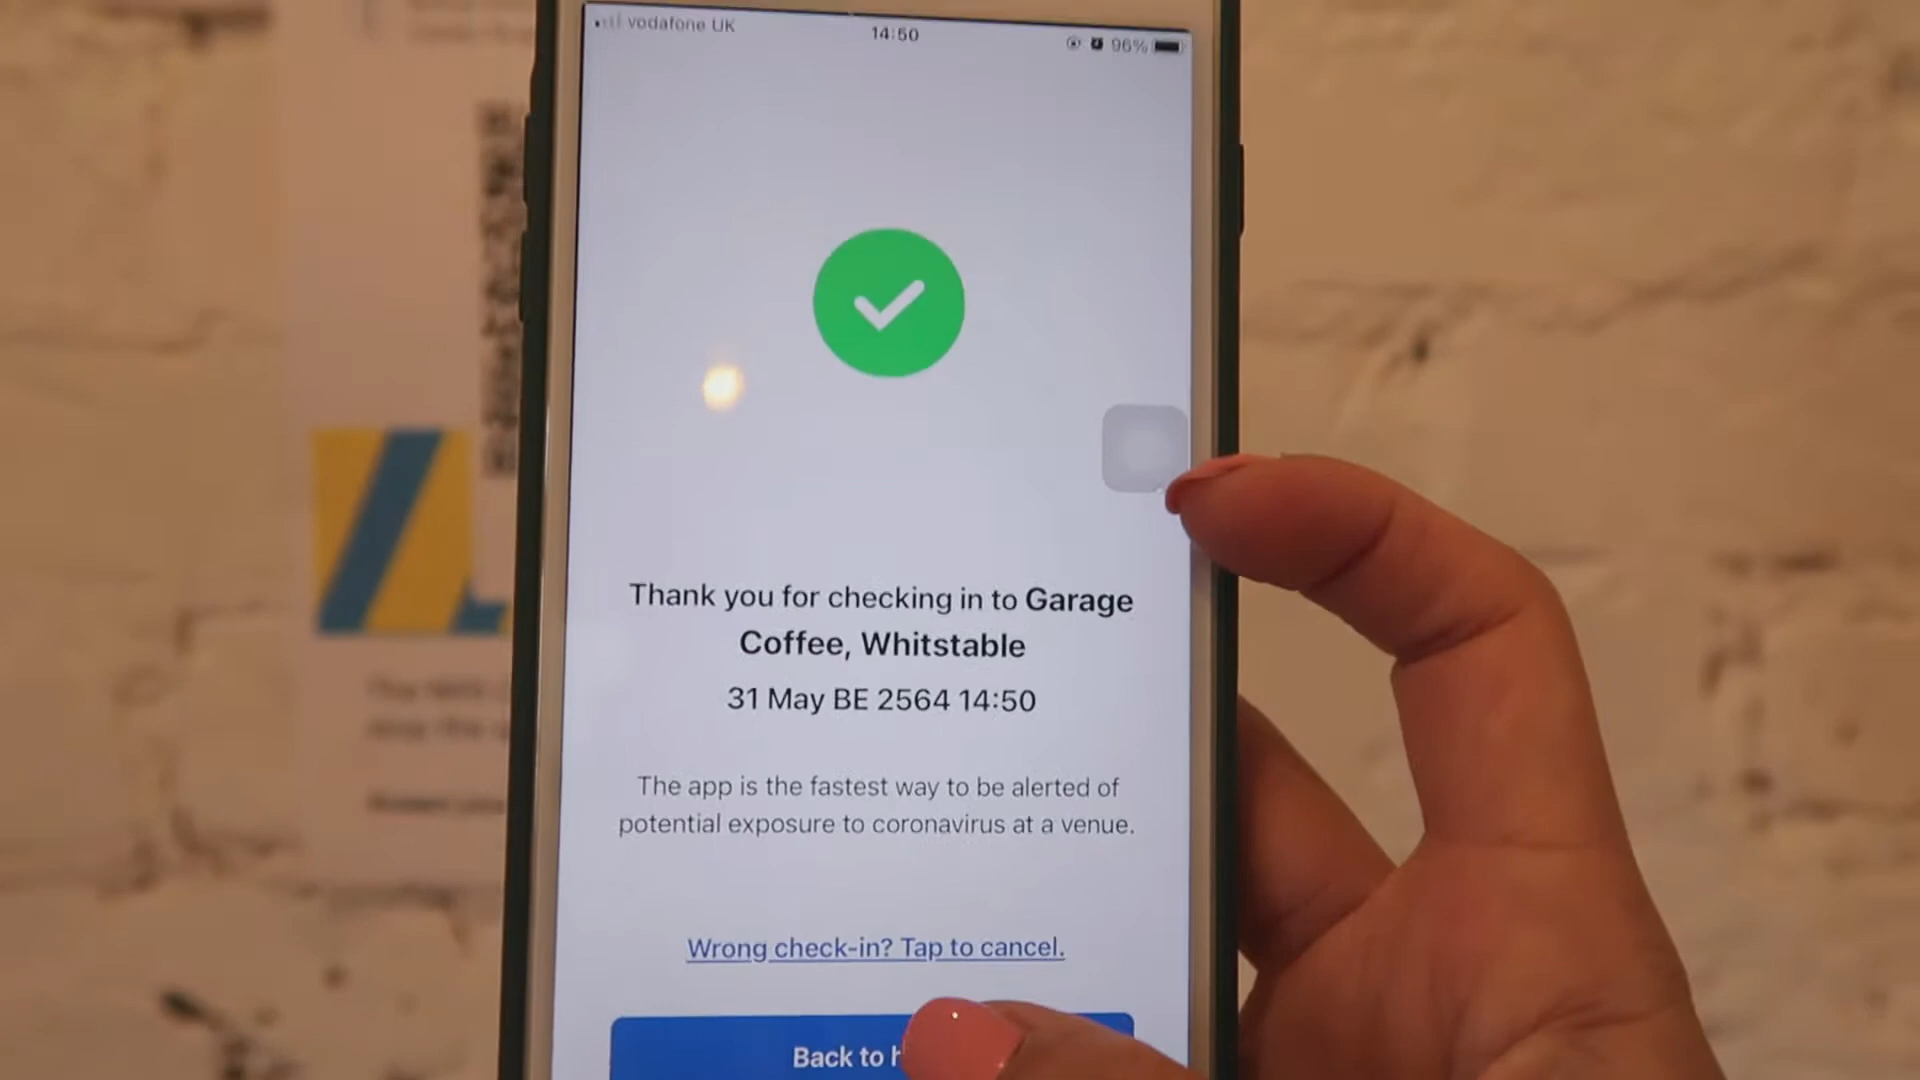 vodafone UK
14:50
96%
Thank you for checking in to Garage
Coffee, Whitstable
31 May BE 2564 14:50
The app is the fastest way to be alerted of
potential exposure to coronavirus at a venue.
Wrong check-in? Tap to cancel.
Back to h